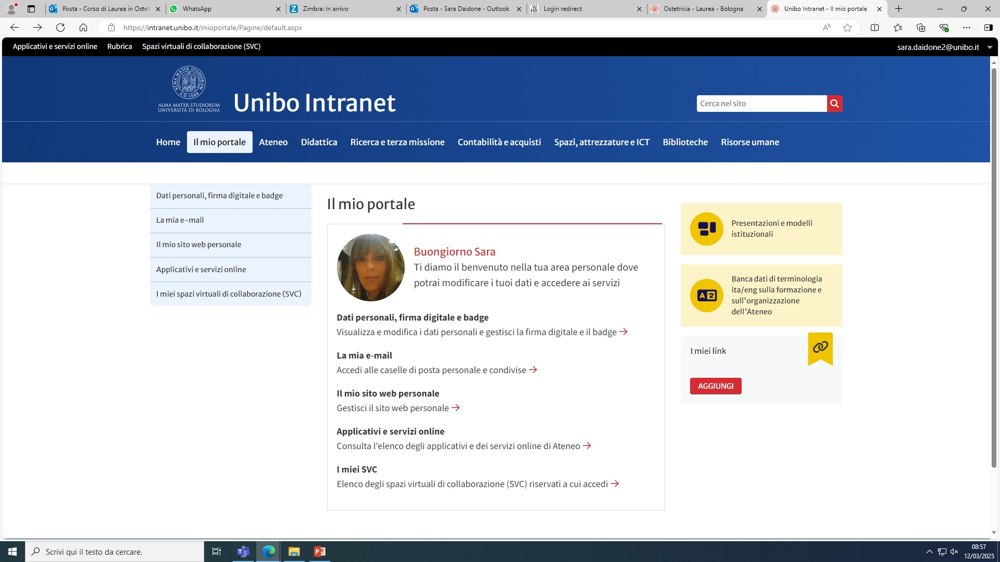 Posta - Corso di Laurea in Ostet
WhatsApp
Zimbra: In arrivo
Posta - Sara Daidone - Outlook
Login redirect
Ostetricia - Laurea - Bologna
Unibo Intranet - Il mio portale
https://intranet.unibo.it/mioportale/Pagine/default.aspx
Applicativi e servizi online
Rubrica
Spazi virtuali di collaborazione (SVC)
sara.daidone2@unibo.it
ALMA MATER STUDIORUM
A.D. 1088
ALMA MATER STUDIORUM
UNIVERSITÀ DI BOLOGNA
Unibo Intranet
Cerca nel sito
Home
Il mio portale
Ateneo
Didattica
Ricerca e terza missione
Contabilità e acquisti
Spazi, attrezzature e ICT
Biblioteche
Risorse umane
Dati personali, firma digitale e badge
La mia e-mail
Il mio sito web personale
Applicativi e servizi online
I miei spazi virtuali di collaborazione (SVC)
Il mio portale
Buongiorno Sara
Ti diamo il benvenuto nella tua area personale dove
potrai modificare i tuoi dati e accedere ai servizi
Dati personali, firma digitale e badge
Visualizza e modifica i dati personali e gestisci la firma digitale e il badge
La mia e-mail
Accedi alle caselle di posta personale e condivise
Il mio sito web personale
Gestisci il sito web personale
Applicativi e servizi online
Consulta l'elenco degli applicativi e dei servizi online di Ateneo
I miei SVC
Elenco degli spazi virtuali di collaborazione (SVC) riservati a cui accedi
Presentazioni e modelli
istituzionali
Banca dati di terminologia
ita/eng sulla formazione e
sull'organizzazione
dell'Ateneo
I miei link
AGGIUNGI
Scrivi qui il testo da cercare.
08:57
12/03/2025